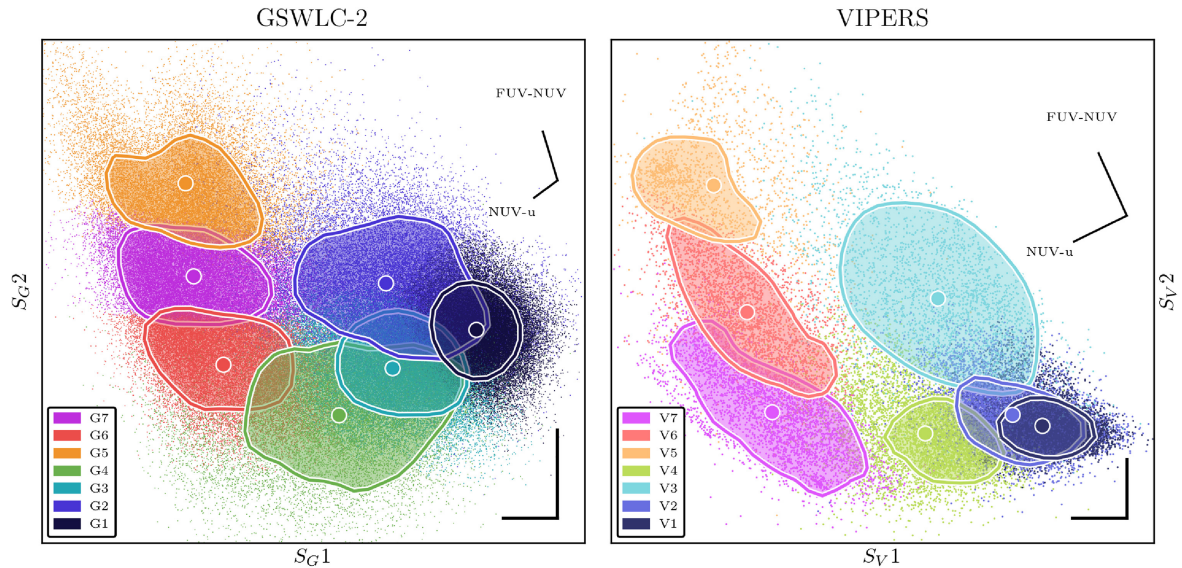 GSWLC-2
FUV-NUV
NUV-u
G7
G6
G5
G4
G3
G2
G1
S_G2
S_G1
VIPERS
FUV-NUV
NUV-u
V7
V6
V5
V4
V3
V2
V1
S_V1
S_V2